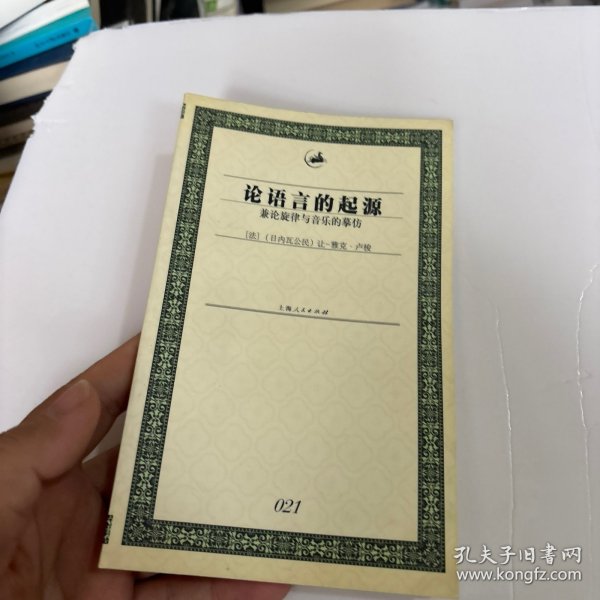 论语言的起源
兼论旋律与音乐的摹仿
[法] (日内瓦公民) 让-雅克·卢梭
上海人民出版社
021
孔夫子旧书网
www.kongfz.com